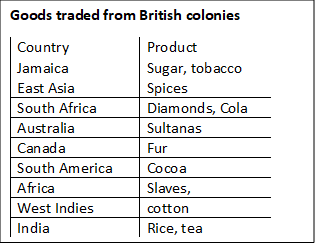 Goods traded from British colonies
Country Product
Jamaica Sugar, tobacco
East Asia Spices
South Africa Diamonds, Cola
Australia Sultanas
Canada Fur
South America Cocoa
Africa Slaves,
West Indies cotton
India Rice, tea